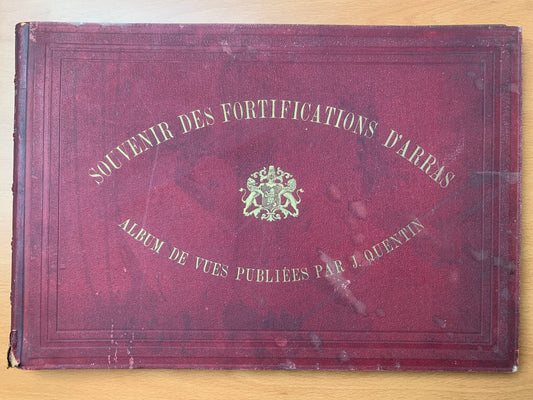 SOUVENIR DES FORTIFICATIONS D'ARRAS
ALBUM DE VUES PUBLIÉES PAR J. QUENTIN